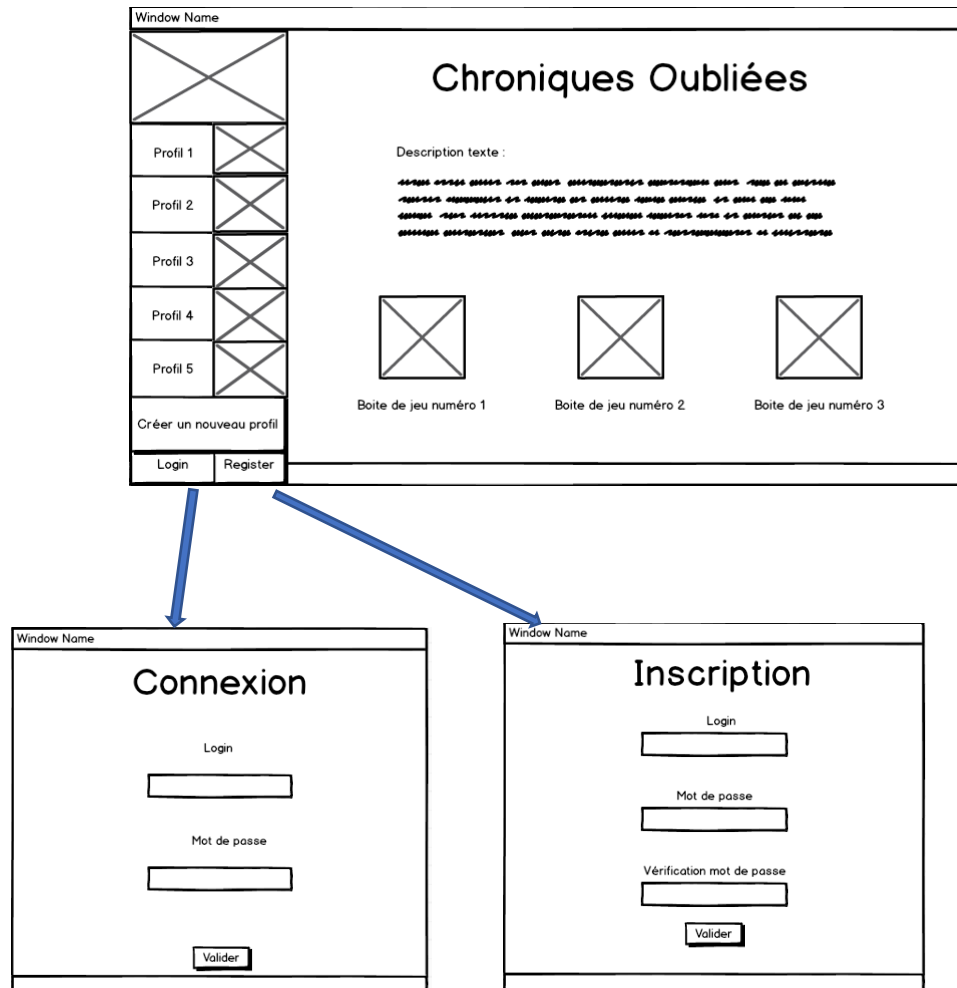 Window Name
Chroniques Oubliées
Profil 1
Description texte :
Profil 2
Profil 3
Profil 4
Profil 5
Boite de jeu numéro 1
Boite de jeu numéro 2
Boite de jeu numéro 3
Créer un nouveau profil
Login
Register
Window Name
Connexion
Login
Mot de passe
Valider
Window Name
Inscription
Login
Mot de passe
Vérification mot de passe
Valider